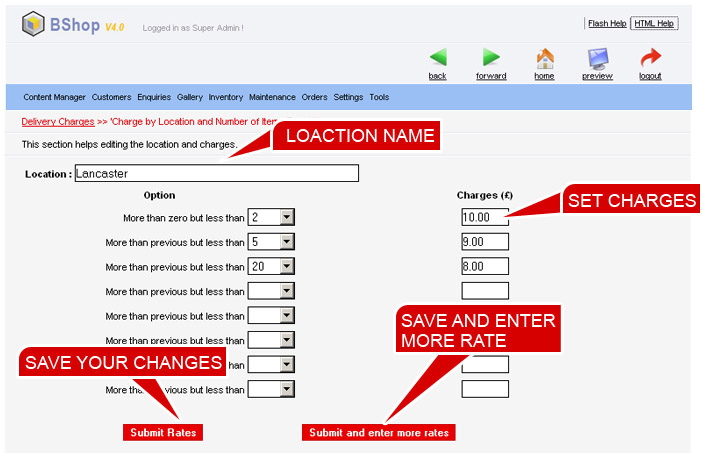 BShop V4.0 Logged in as Super Admin !
Flash Help HTML Help
back forward home preview logout
Content Manager Customers Enquiries Gallery Inventory Maintenance Orders Settings Tools
Delivery Charges >> 'Charge by Location and Number of
LOACTION NAME
This section helps editing the location and charges.
Location : Lancaster
Option Charges (£)
SET CHARGES
More than zero but less than 2 10.00
More than previous but less than 5 9.00
More than previous but less than 20 8.00
More than previous but less than
More than previous but less than
SAVE AND ENTER
MORE RATE
More than previous but less than
SAVE YOUR CHANGES
than
More than previous but less than
Submit Rates Submit and enter more rates